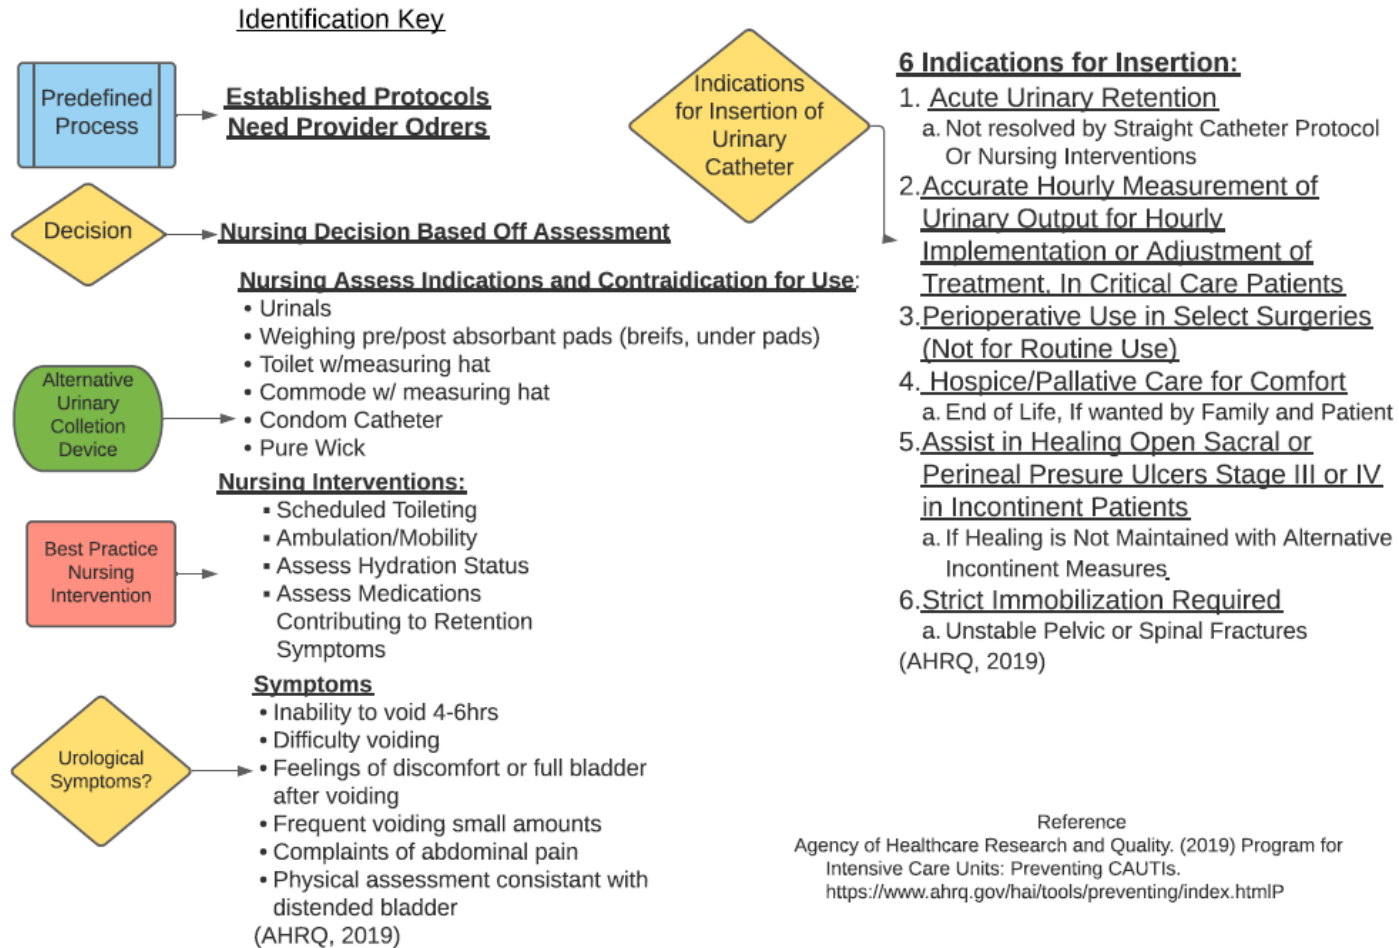 Identification Key
Predefined
Process
Established Protocols
Need Provider Odrers
Decision
Nursing Decision Based Off Assessment
Alternative
Urinary
Colletion
Device
Nursing Assess Indications and Contraidication for Use:
• Urinals
• Weighing pre/post absorbant pads (breifs, under pads)
• Toilet w/measuring hat
• Commode w/ measuring hat
• Condom Catheter
• Pure Wick
Best Practice
Nursing
Intervention
Nursing Interventions:
▪ Scheduled Toileting
▪ Ambulation/Mobility
▪ Assess Hydration Status
▪ Assess Medications
Contributing to Retention
Symptoms
Urological
Symptoms?
Symptoms
• Inability to void 4-6hrs
• Difficulty voiding
• Feelings of discomfort or full bladder
after voiding
• Frequent voiding small amounts
• Complaints of abdominal pain
• Physical assessment consistant with
distended bladder
(AHRQ, 2019)
Indications
for Insertion of
Urinary
Catheter
6 Indications for Insertion:
1. Acute Urinary Retention
a. Not resolved by Straight Catheter Protocol
Or Nursing Interventions
2. Accurate Hourly Measurement of
Urinary Output for Hourly
Implementation or Adjustment of
Treatment, In Critical Care Patients
3. Perioperative Use in Select Surgeries
(Not for Routine Use)
4. Hospice/Pallative Care for Comfort
a. End of Life, If wanted by Family and Patient
5. Assist in Healing Open Sacral or
Perineal Presure Ulcers Stage III or IV
in Incontinent Patients
a. If Healing is Not Maintained with Alternative
Incontinent Measures.
6. Strict Immobilization Required
a. Unstable Pelvic or Spinal Fractures
(AHRQ, 2019)
Reference
Agency of Healthcare Research and Quality. (2019) Program for
Intensive Care Units: Preventing CAUTIs.
https://www.ahrq.gov/hai/tools/preventing/index.htmlP